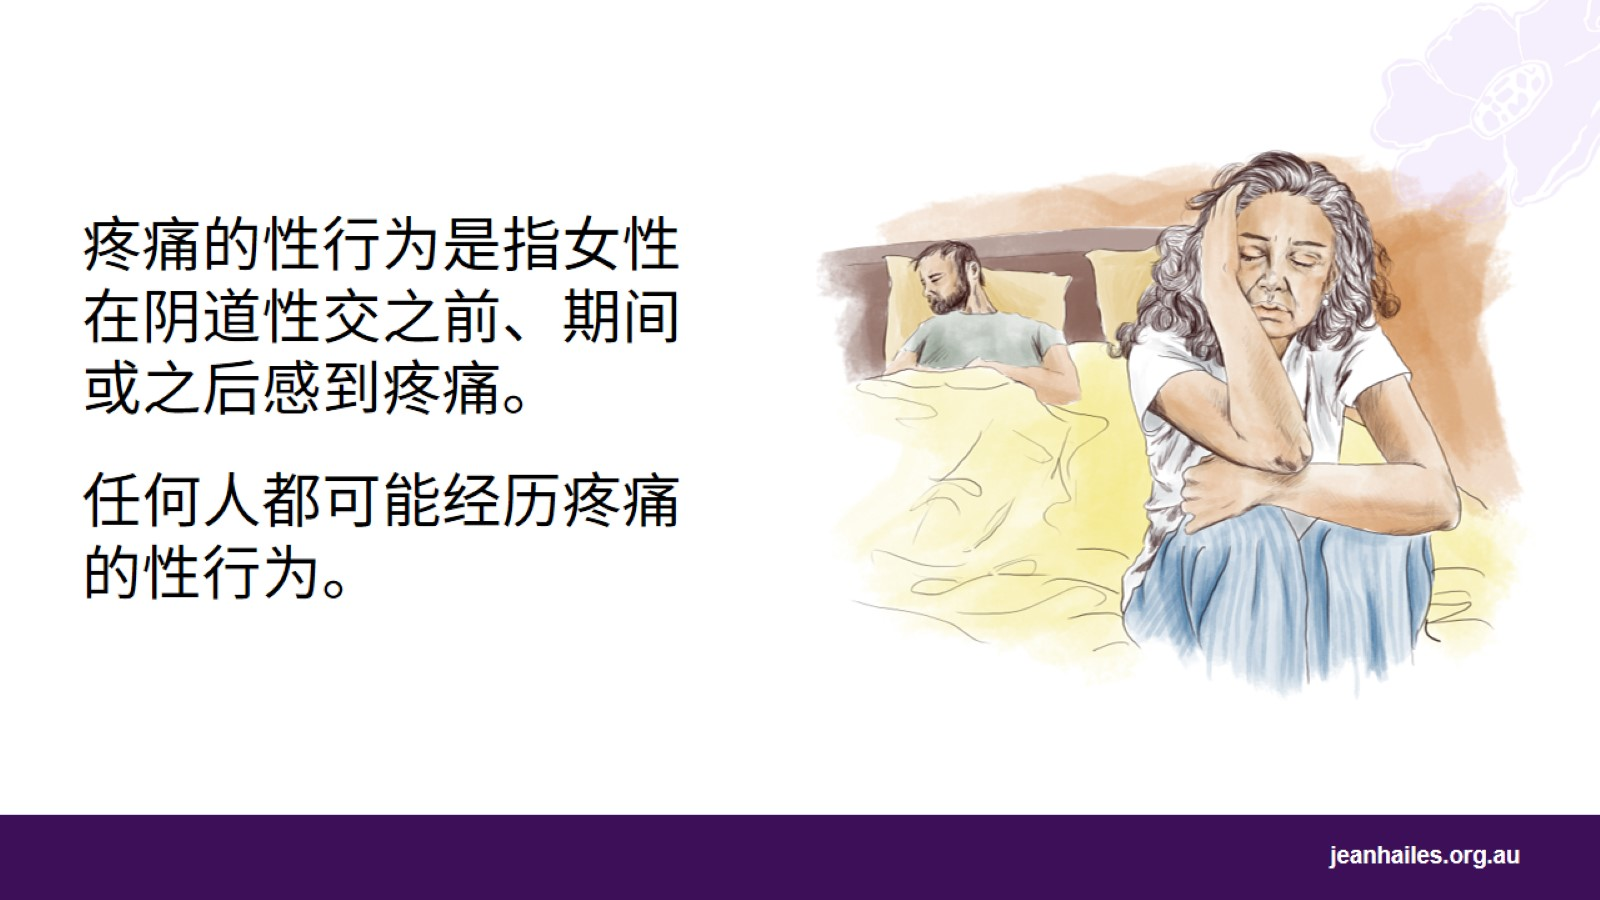 疼痛的性行为是指女性
在阴道性交之前、期间
或之后感到疼痛。
任何人都可能经历疼痛
的性行为。
jeanhailes.org.au